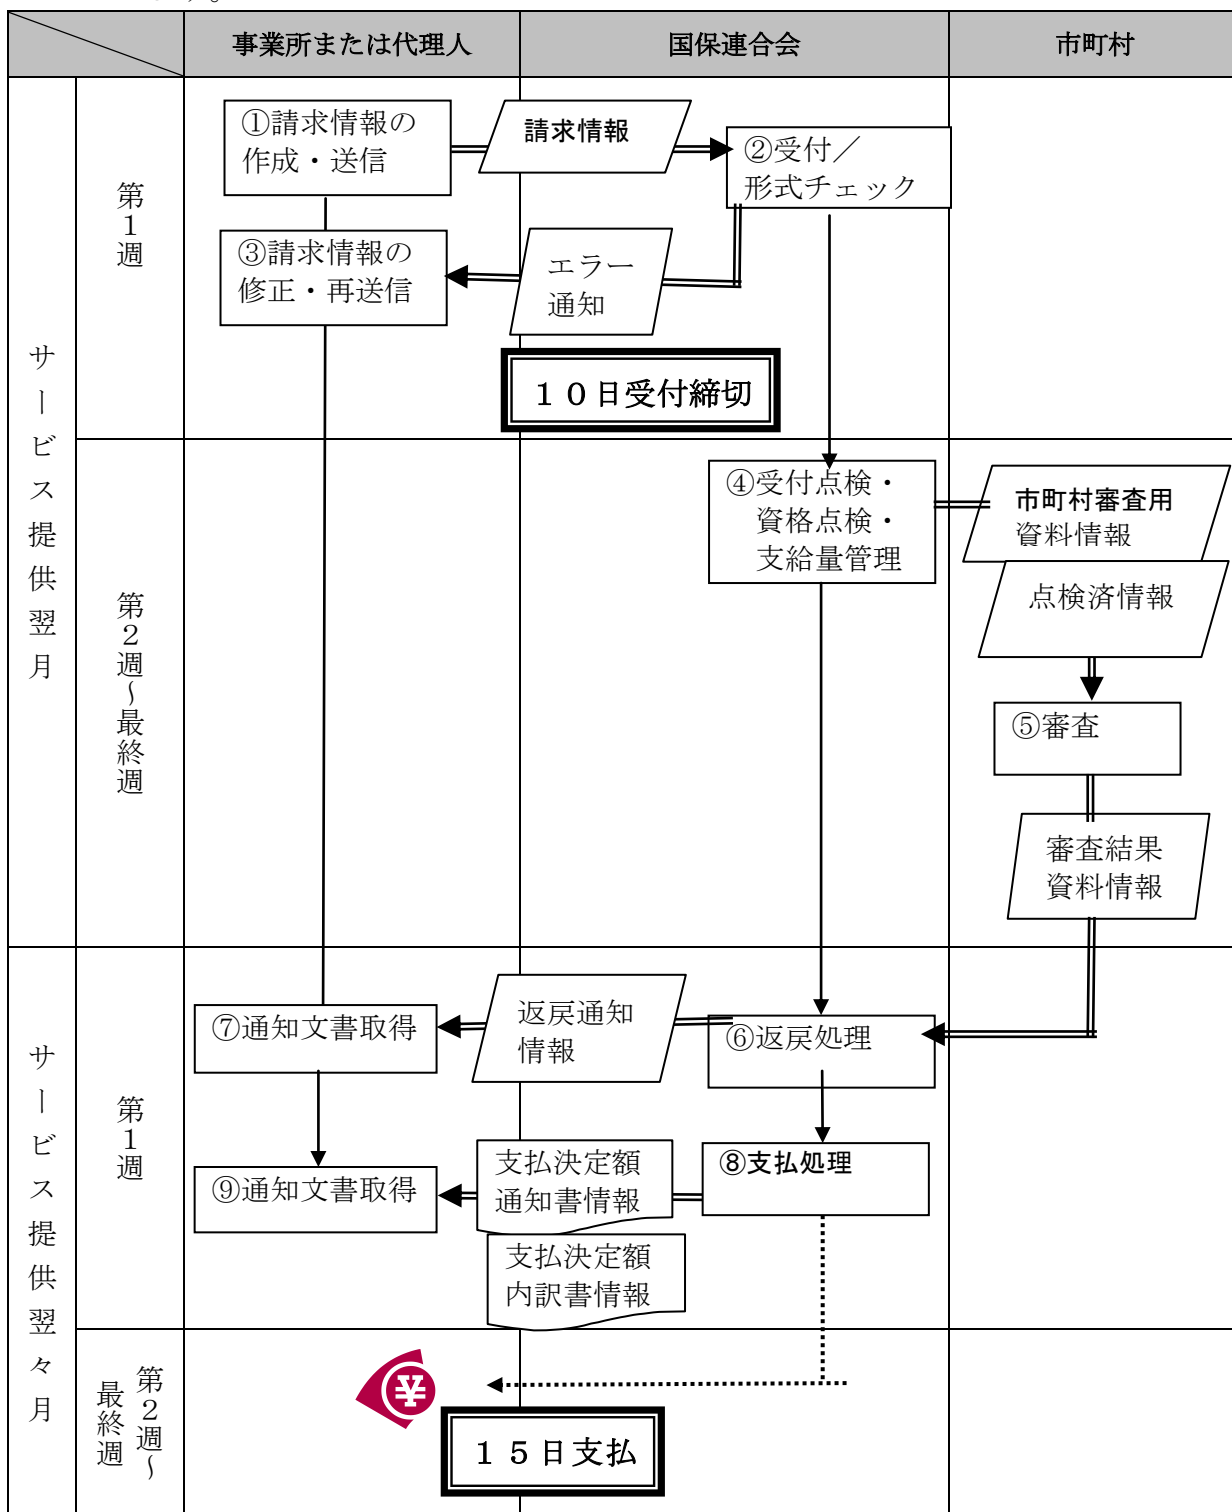 事業所または代理人
国保連合会
市町村
サービス提供翌月
第1週
①請求情報の
作成・送信
請求情報
②受付／
形式チェック
③請求情報の
修正・再送信
エラー
通知
１０日受付締切
第2週～最終週
④受付点検・
資格点検・
支給量管理
市町村審査用
資料情報
点検済情報
⑤審査
審査結果
資料情報
サービス提供翌々月
第1週
⑦通知文書取得
返戻通知
情報
⑥返戻処理
⑨通知文書取得
支払決定額
通知書情報
⑧支払処理
支払決定額
内訳書情報
第2週～
最終週
¥
１５日支払